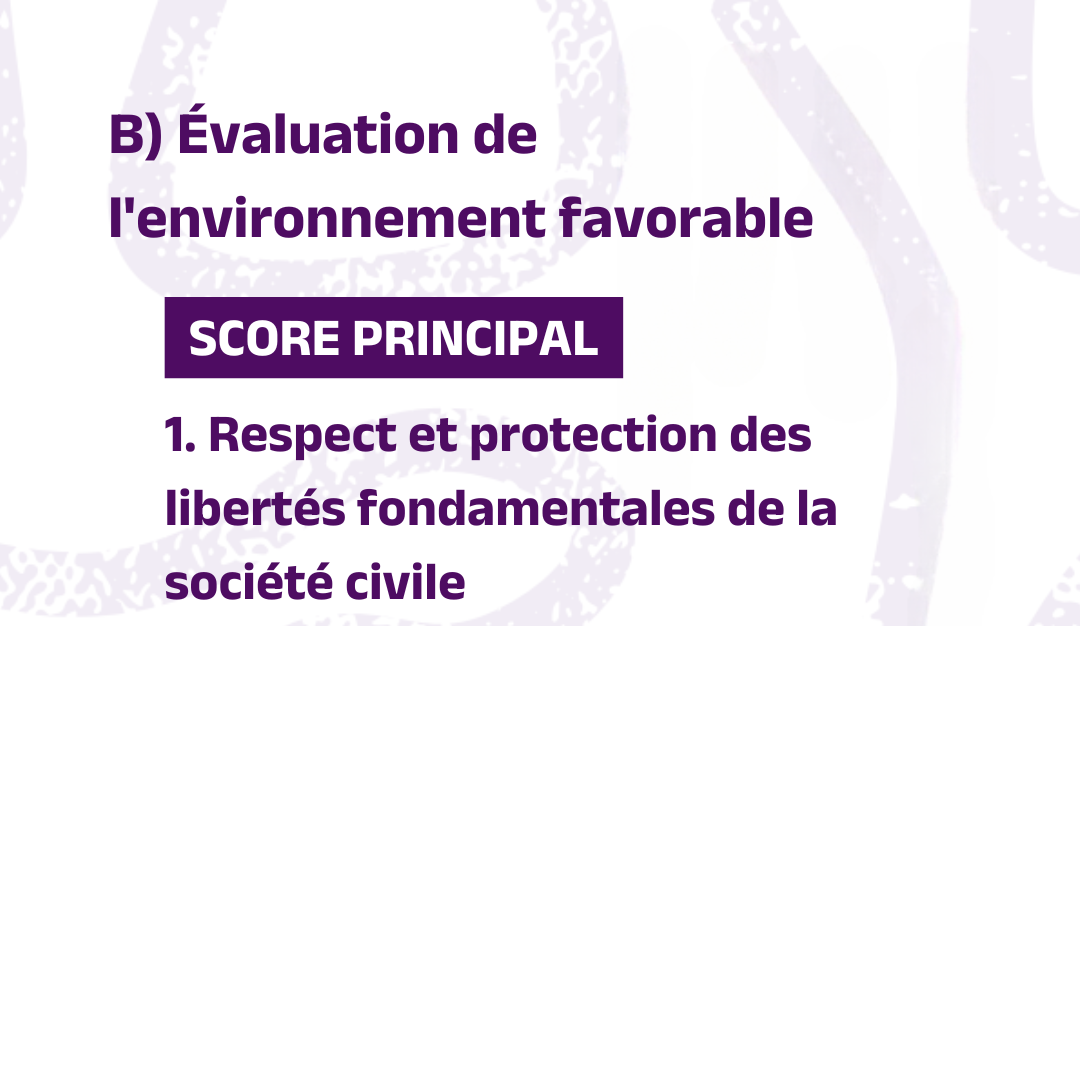 B) Évaluation de
l'environnement favorable
SCORE PRINCIPAL
1. Respect et protection des
libertés fondamentales de la
société civile